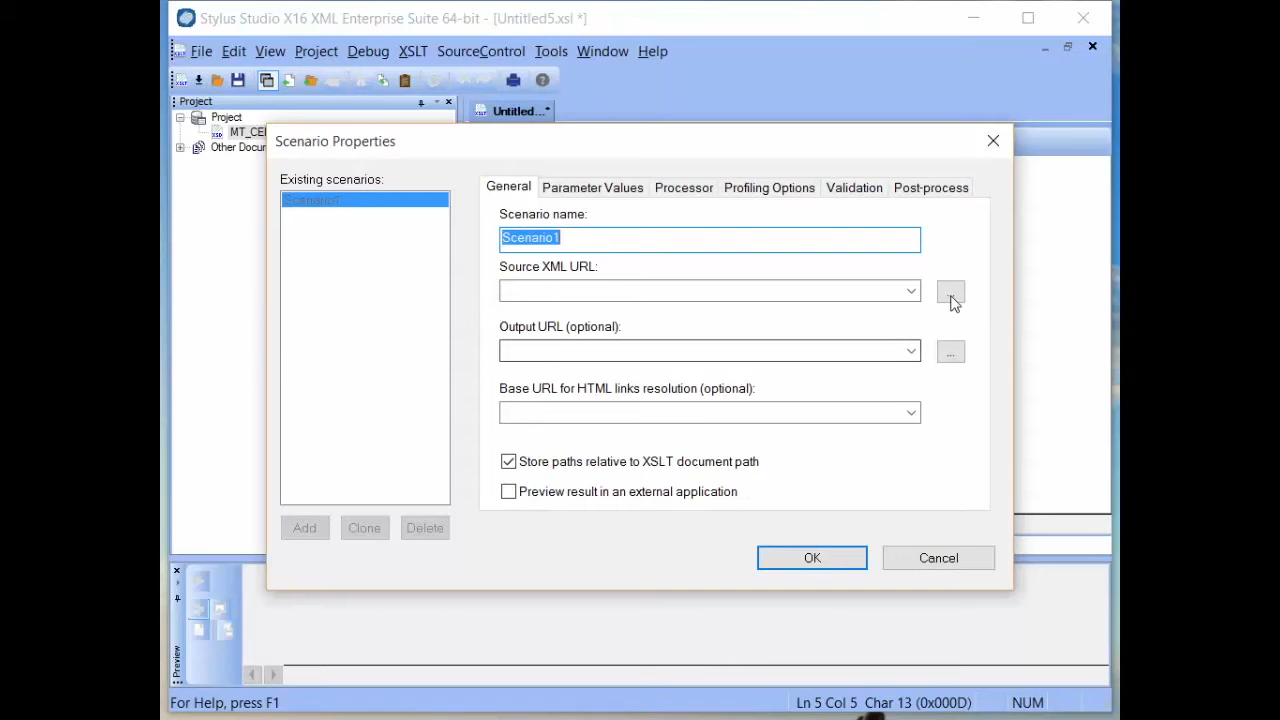 Stylus Studio X16 XML Enterprise Suite 64-bit - [Untitled5.xsl *]
File Edit View Project Debug XSLT SourceControl Tools Window Help
Project
Untitled...*
Project
MT_CE
Other Docur
Scenario Properties
Existing scenarios:
Scenario1
General Parameter Values Processor Profiling Options Validation Post-process
Scenario name:
Scenario1
Source XML URL:
...
Output URL (optional):
...
Base URL for HTML links resolution (optional):
Store paths relative to XSLT document path
Preview result in an external application
Add Clone Delete
OK Cancel
Preview
For Help, press F1 Ln 5 Col 5 Char 13 (0x000D) NUM